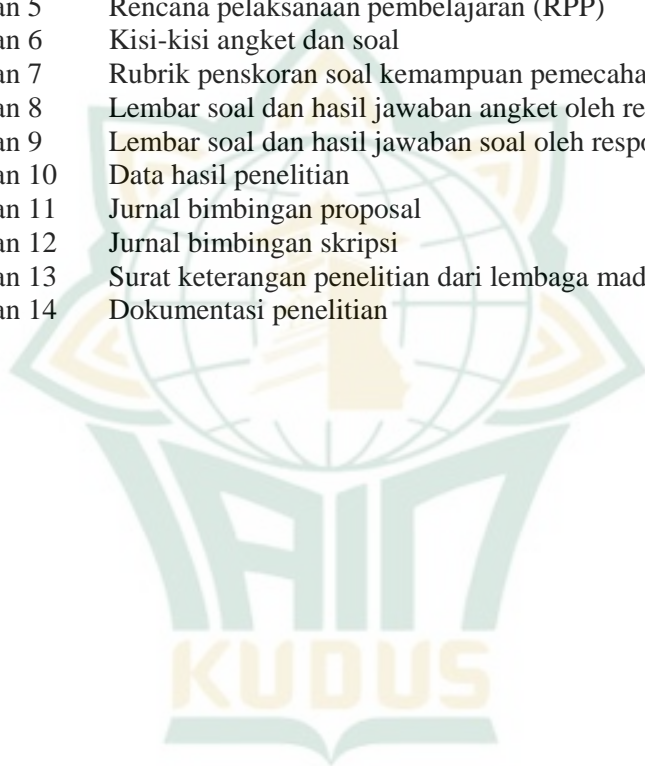 an 5 Rencana pelaksanaan pembelajaran (RPP)
an 6 Kisi-kisi angket dan soal
an 7 Rubrik penskoran soal kemampuan pemecaha
an 8 Lembar soal dan hasil jawaban angket oleh re
an 9 Lembar soal dan hasil jawaban soal oleh respo
an 10 Data hasil penelitian
an 11 Jurnal bimbingan proposal
an 12 Jurnal bimbingan skripsi
an 13 Surat keterangan penelitian dari lembaga mad
an 14 Dokumentasi penelitian
IAIN
KUDUS